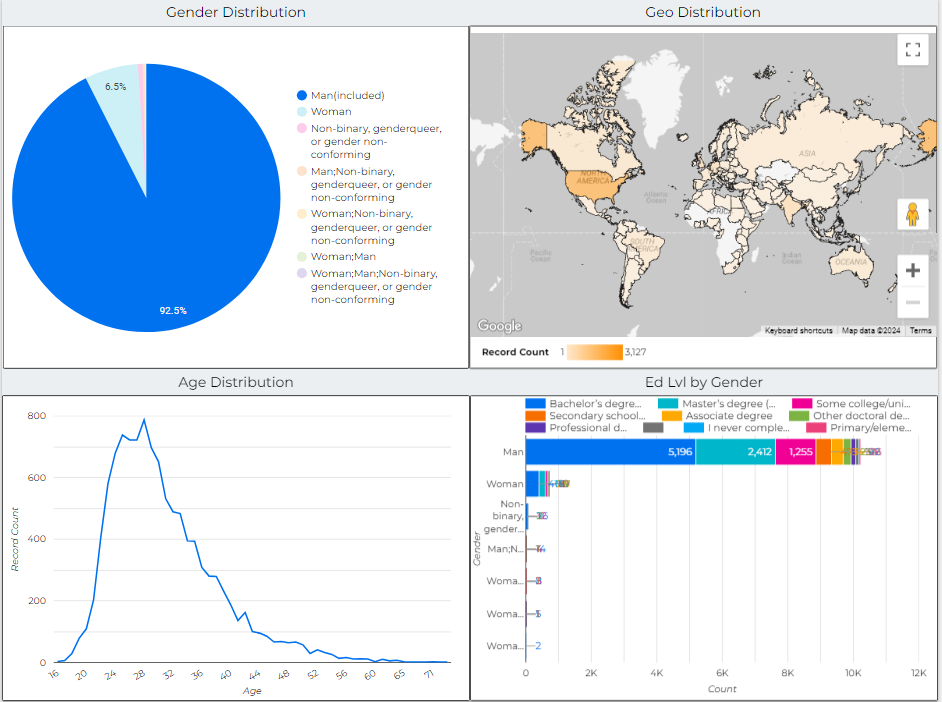 Gender Distribution
6.5%
92.5%
Man(included)
Woman
Non-binary, genderqueer,
or gender non-
conforming
Man;Non-binary,
genderqueer, or gender
non-conforming
Woman;Non-binary,
genderqueer, or gender
non-conforming
Woman;Man
Woman;Man;Non-binary,
genderqueer, or gender
non-conforming
Geo Distribution
NORTH
AMERICA
ASIA
Atlantic
Ocean
AFRICA
SOUTH
AMERICA
Pacific
Ocean
Indian
Ocean
OCEANIA
Google
Keyboard shortcuts
Map data ©2024
Terms
Record Count 1 3,127
Age Distribution
Record Count
800
600
400
200
0
16 20 24 28 32 36 40 44 48 52 56 60 65 71
Age
Ed Lvl by Gender
Bachelor's degre... Master's degree (... Some college/uni...
Secondary school... Associate degree Other doctoral de...
Professional d... I never comple... Primary/eleme...
Gender
Man 5,196 2,412 1,255
Woman
Non-
binary,
gender...
Man;N...
Woma...
Woma...
Woma... 2
0 2K 4K 6K 8K 10K 12K
Count